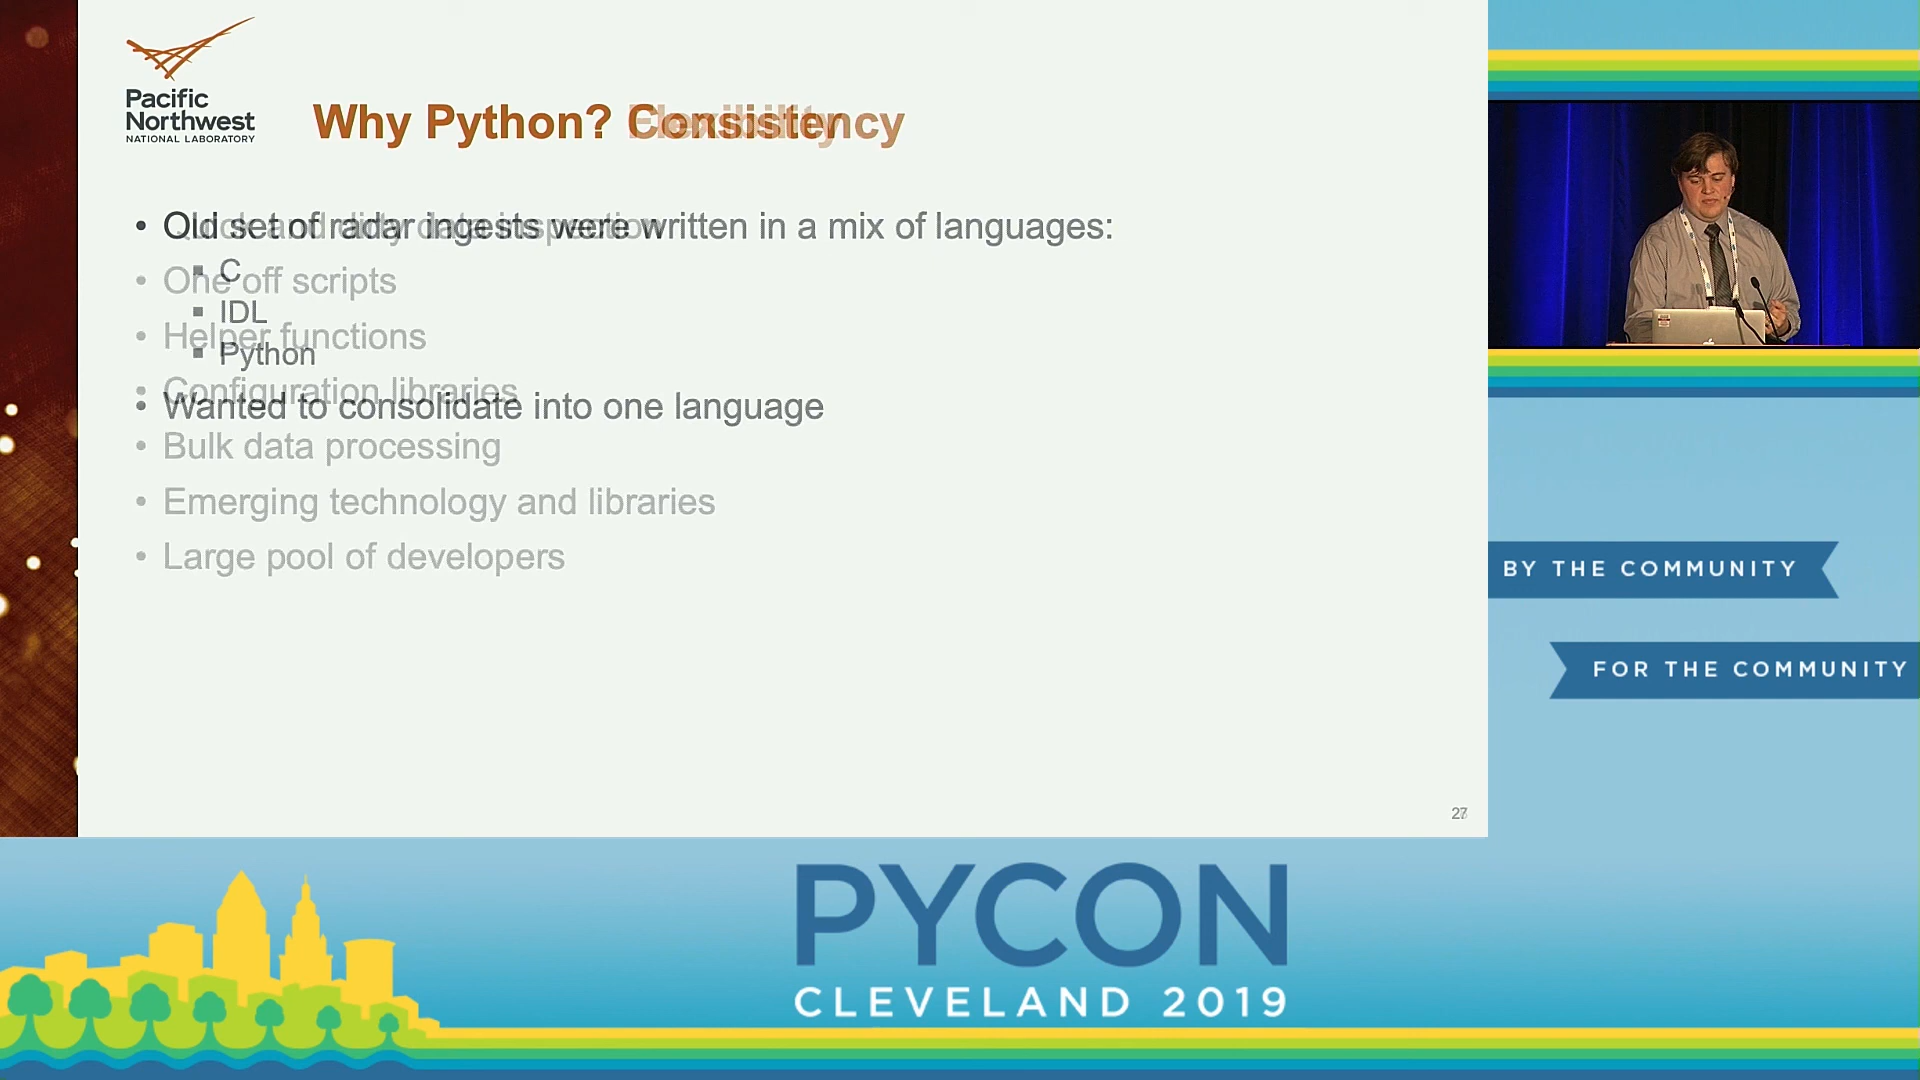 Pacific
Northwest
NATIONAL LABORATORY
Why Python? Consistency
• Old set of radar ingests were written in a mix of languages:
▪ C
• One off scripts
▪ IDL
• Helper functions
▪ Python
• Configuration libraries
• Wanted to consolidate into one language
• Bulk data processing
• Emerging technology and libraries
• Large pool of developers
BY THE COMMUNITY
FOR THE COMMUNITY
PYCON
CLEVELAND 2019